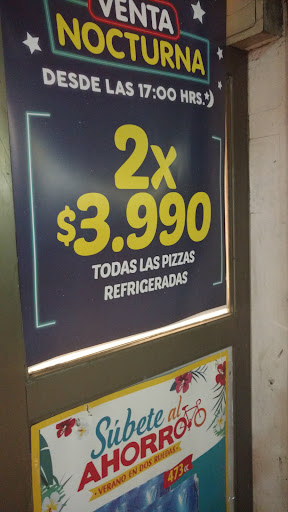 VENTA
NOCTURNA
DESDE LAS 17:00 HRS.
2x
$3.990
TODAS LAS PIZZAS
REFRIGERADAS
Súbete al
AHORRO
• VERANO EN DOS RUEDAS •
473cc